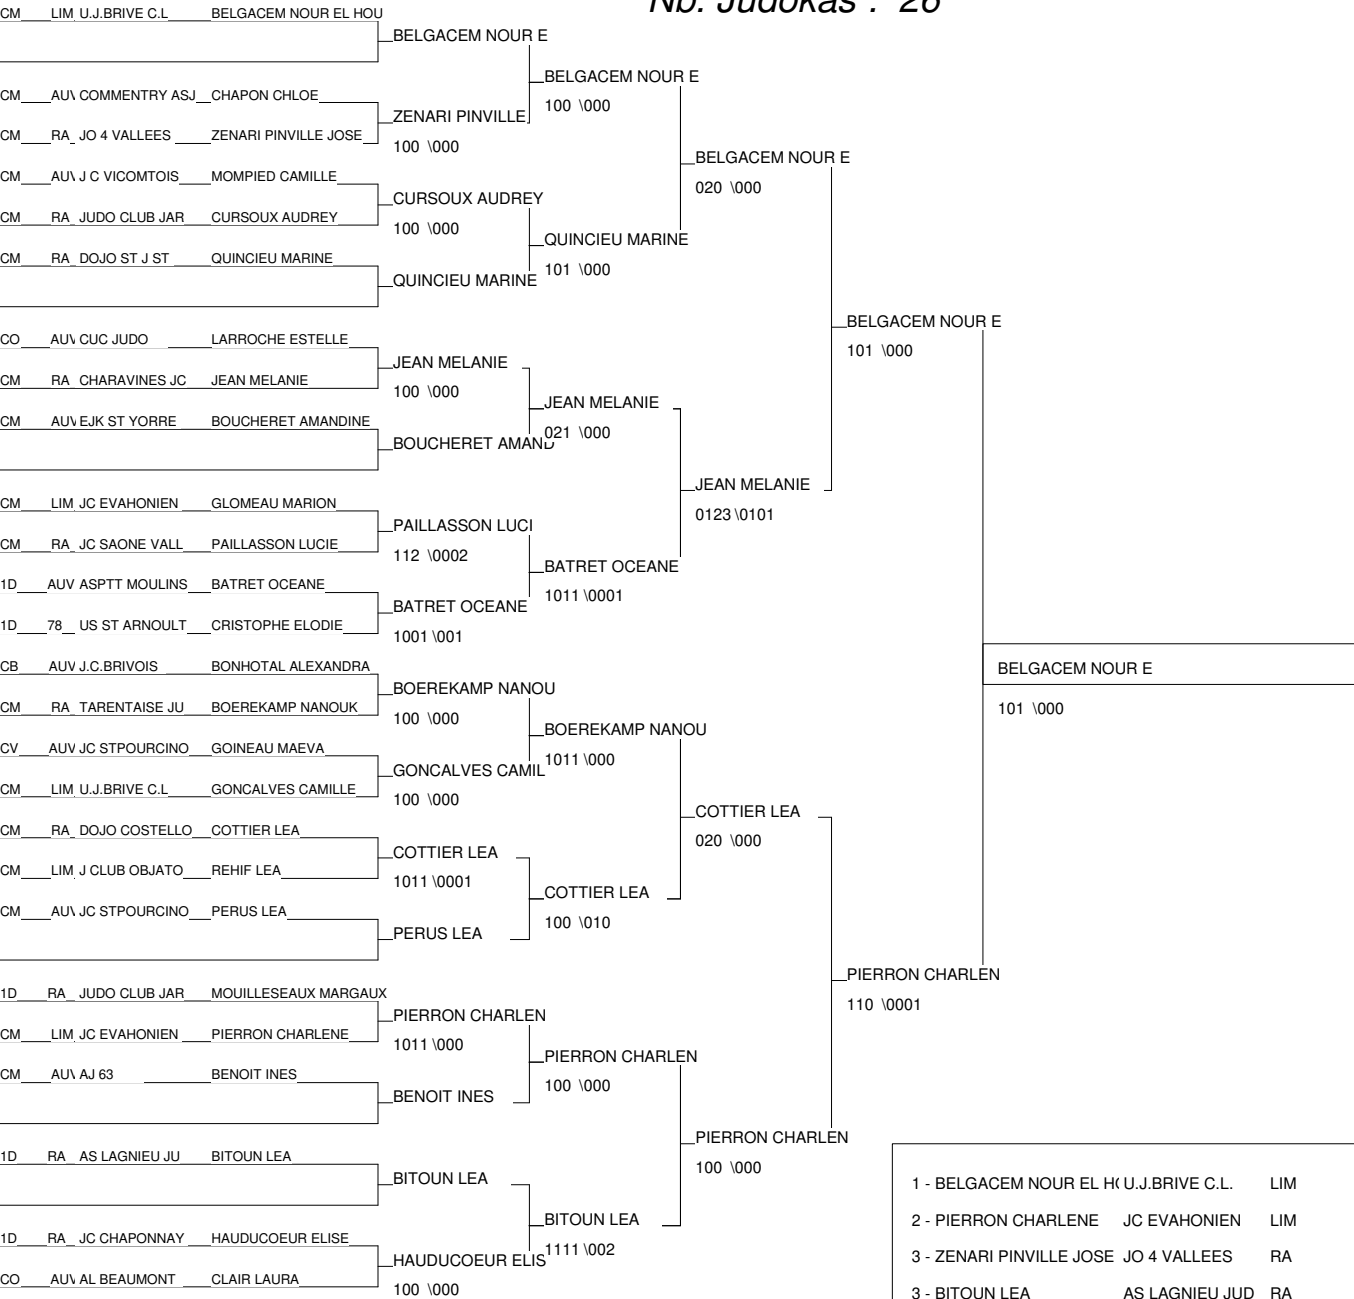 Nb. Judokas : 26
CM LIM U.J.BRIVE C.L BELGACEM NOUR EL HOU
BELGACEM NOUR E
BELGACEM NOUR E
100 \000
CM AUV COMMENTRY ASJ CHAPON CHLOE
ZENARI PINVILLE
100 \000
CM RA JO 4 VALLEES ZENARI PINVILLE JOSE
BELGACEM NOUR E
020 \000
CM AUV J C VICOMTOIS MOMPIED CAMILLE
CURSOUX AUDREY
100 \000
CM RA JUDO CLUB JAR CURSOUX AUDREY
QUINCIEU MARINE
101 \000
CM RA DOJO ST J ST QUINCIEU MARINE
QUINCIEU MARINE
BELGACEM NOUR E
101 \000
CO AUV CUC JUDO LARROCHE ESTELLE
JEAN MELANIE
100 \000
CM RA CHARAVINES JC JEAN MELANIE
JEAN MELANIE
021 \000
CM AUV EJK ST YORRE BOUCHERET AMANDINE
BOUCHERET AMAND
JEAN MELANIE
0123 \0101
CM LIM JC EVAHONIEN GLOMEAU MARION
PAILLASSON LUCI
112 \0002
CM RA JC SAONE VALL PAILLASSON LUCIE
BATRET OCEANE
1011 \0001
1D AUV ASPTT MOULINS BATRET OCEANE
BATRET OCEANE
1001 \001
1D 78 US ST ARNOULT CRISTOPHE ELODIE
BELGACEM NOUR E
101 \000
CB AUV J.C.BRIVOIS BONHOTAL ALEXANDRA
BOEREKAMP NANOU
100 \000
CM RA TARENTAISE JU BOEREKAMP NANOUK
BOEREKAMP NANOU
1011 \000
CV AUV JC STPOURCINO GOINEAU MAEVA
GONCALVES CAMIL
100 \000
CM LIM U.J.BRIVE C.L GONCALVES CAMILLE
COTTIER LEA
020 \000
CM RA DOJO COSTELLO COTTIER LEA
COTTIER LEA
1011 \0001
CM LIM J CLUB OBJATO REHIF LEA
COTTIER LEA
100 \010
CM AUV JC STPOURCINO PERUS LEA
PERUS LEA
PIERRON CHARLEN
110 \0001
1D RA JUDO CLUB JAR MOUILLESEAUX MARGAUX
PIERRON CHARLEN
1011 \000
CM LIM JC EVAHONIEN PIERRON CHARLENE
PIERRON CHARLEN
100 \000
CM AUV AJ 63 BENOIT INES
BENOIT INES
PIERRON CHARLEN
100 \000
1D RA AS LAGNIEU JU BITOUN LEA
BITOUN LEA
BITOUN LEA
1111 \002
1D RA JC CHAPONNAY HAUDUCOEUR ELISE
HAUDUCOEUR ELIS
100 \000
CO AUV AL BEAUMONT CLAIR LAURA
1 - BELGACEM NOUR EL H U.J.BRIVE C.L. LIM
2 - PIERRON CHARLENE JC EVAHONIEN LIM
3 - ZENARI PINVILLE JOSE JO 4 VALLEES RA
3 - BITOUN LEA AS LAGNIEU JUD RA